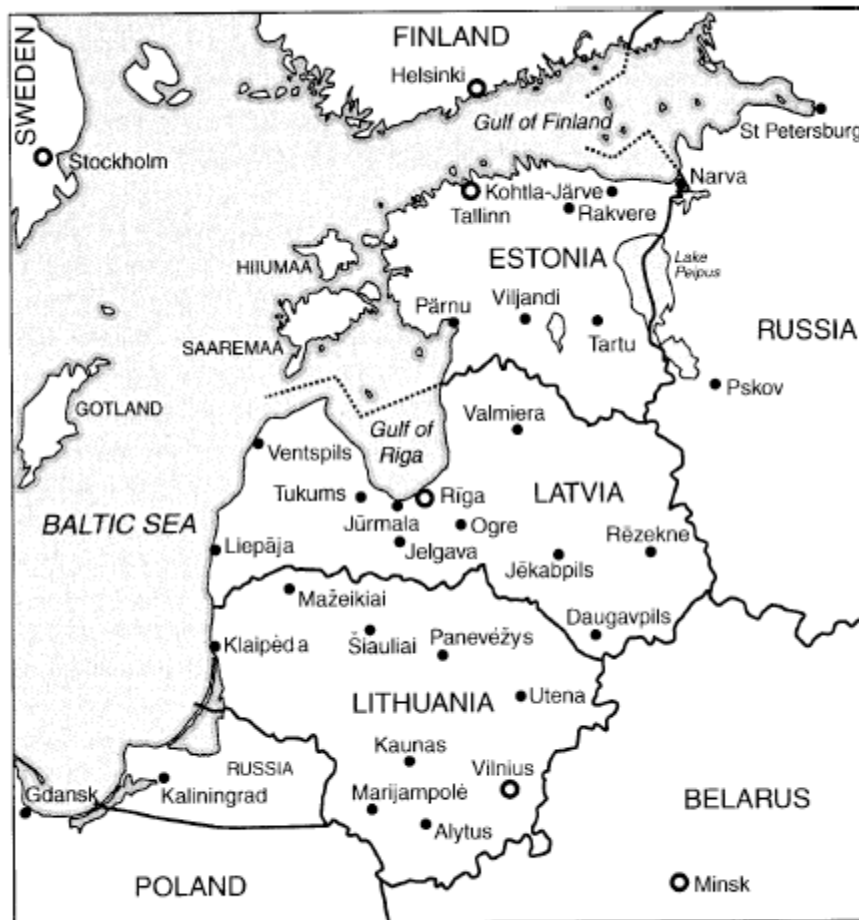 FINLAND
SWEDEN
Helsinki
Gulf of Finland
St Petersburg
Stockholm
Narva
Kohtla-Järve
Tallinn
Rakvere
HIIUMAA
ESTONIA
Lake
Peipus
Pärnu
Viljandi
RUSSIA
SAAREMAA
Tartu
Pskov
GOTLAND
Valmiera
Gulf of
Riga
Ventspils
Tukums
Rīga
LATVIA
BALTIC SEA
Jūrmala
Ogre
Rēzekne
Liepāja
Jelgava
Jēkabpils
Mažeikiai
Daugavpils
Klaipėda
Šiauliai
Panevėžys
LITHUANIA
Utena
Kaunas
Vilnius
RUSSIA
Gdansk
Kaliningrad
Marijampolė
BELARUS
Alytus
POLAND
Minsk